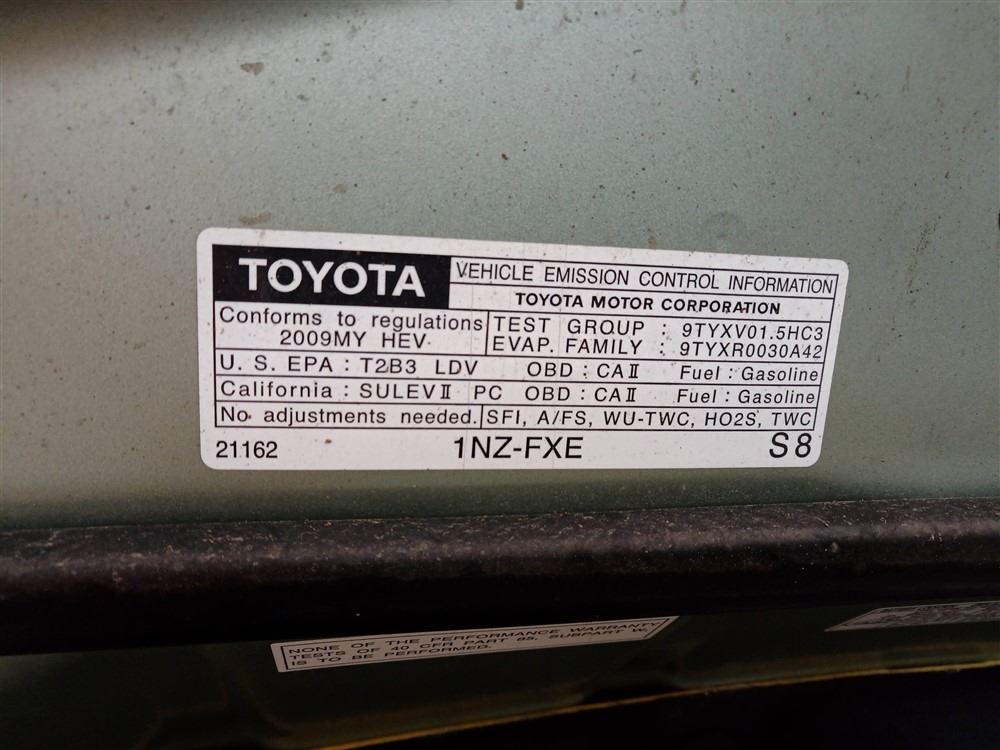 TOYOTA
VEHICLE EMISSION CONTROL INFORMATION
TOYOTA MOTOR CORPORATION
Conforms to regulations
2009MY HEV
TEST GROUP : 9TYXV01.5HC3
EVAP. FAMILY : 9TYXR0030A42
U. S. EPA : T2B3 LDV OBD : CAⅡ Fuel : Gasoline
California : SULEVⅡ PC OBD : CAⅡ Fuel : Gasoline
No adjustments needed. SFI, A/FS, WU-TWC, HO2S, TWC
21162 1NZ-FXE S8
NONE OF THE PERFORMANCE WARRANTY
TESTS OF 40 CFR PART 85, SUBPART W,
IS TO BE PERFORMED.